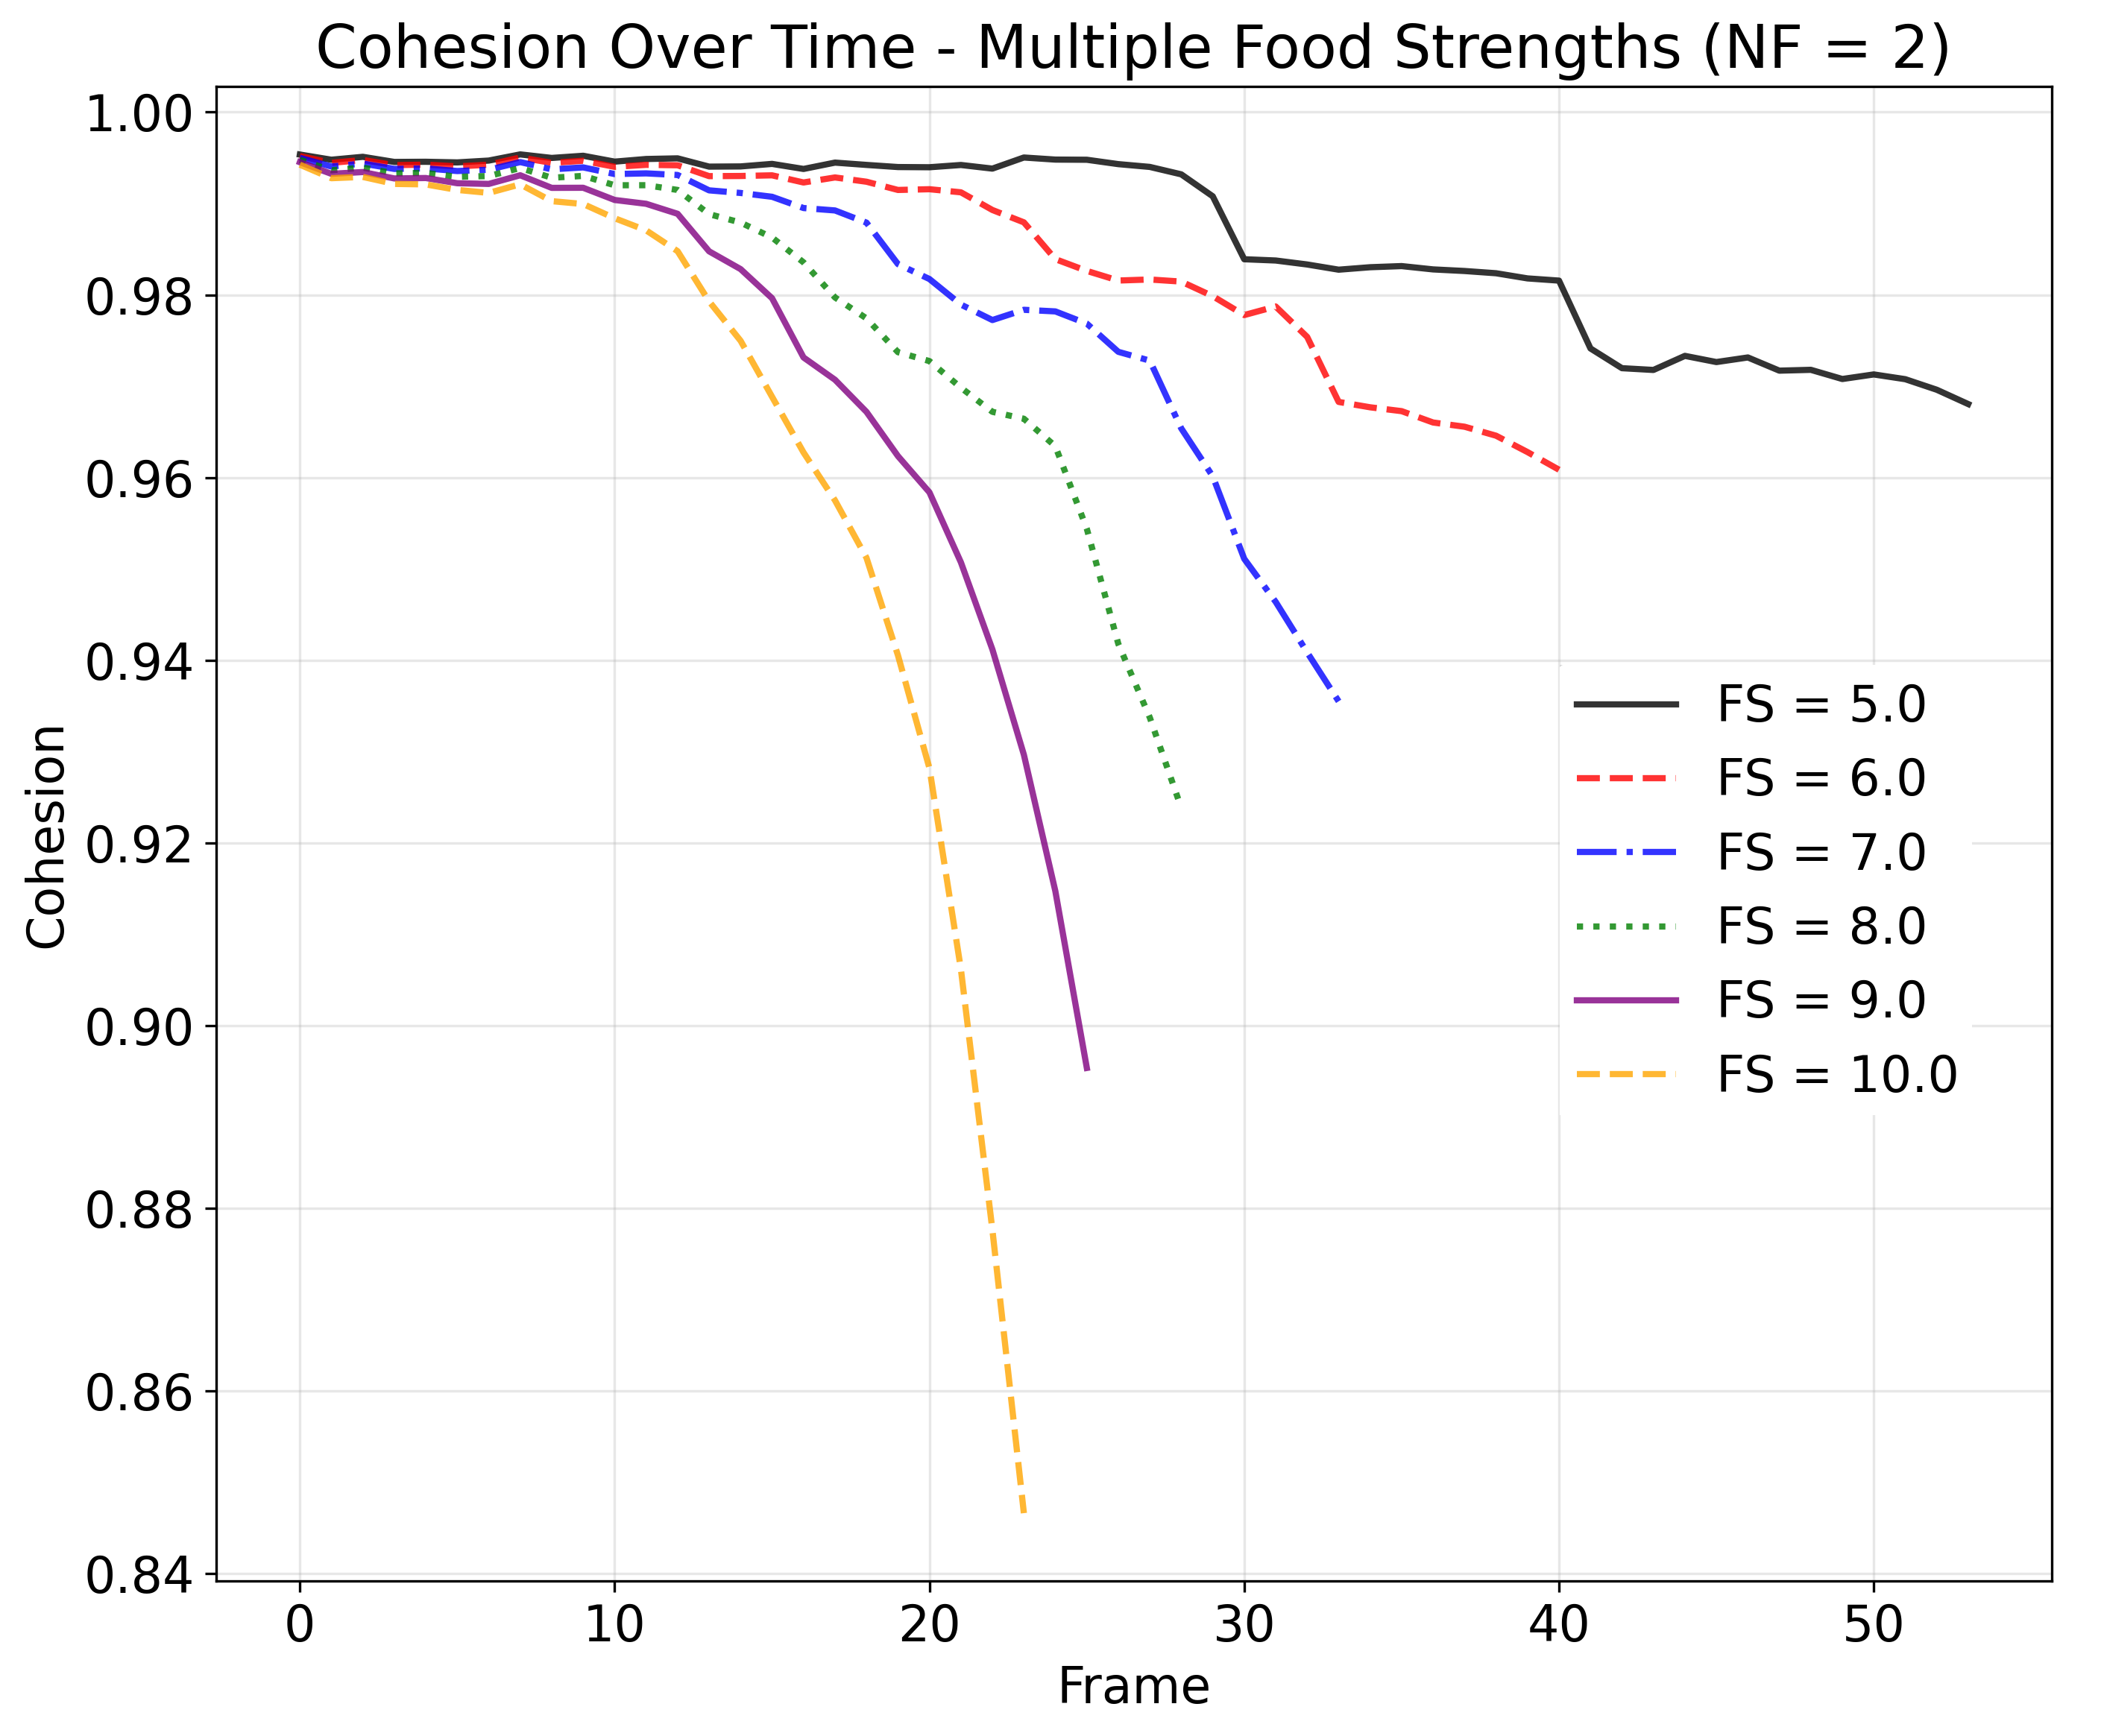 Cohesion Over Time - Multiple Food Strengths (NF = 2)
Cohesion
1.00
0.98
0.96
0.94
0.92
0.90
0.88
0.86
0.84
FS = 5.0
FS = 6.0
FS = 7.0
FS = 8.0
FS = 9.0
FS = 10.0
0 10 20 30 40 50
Frame